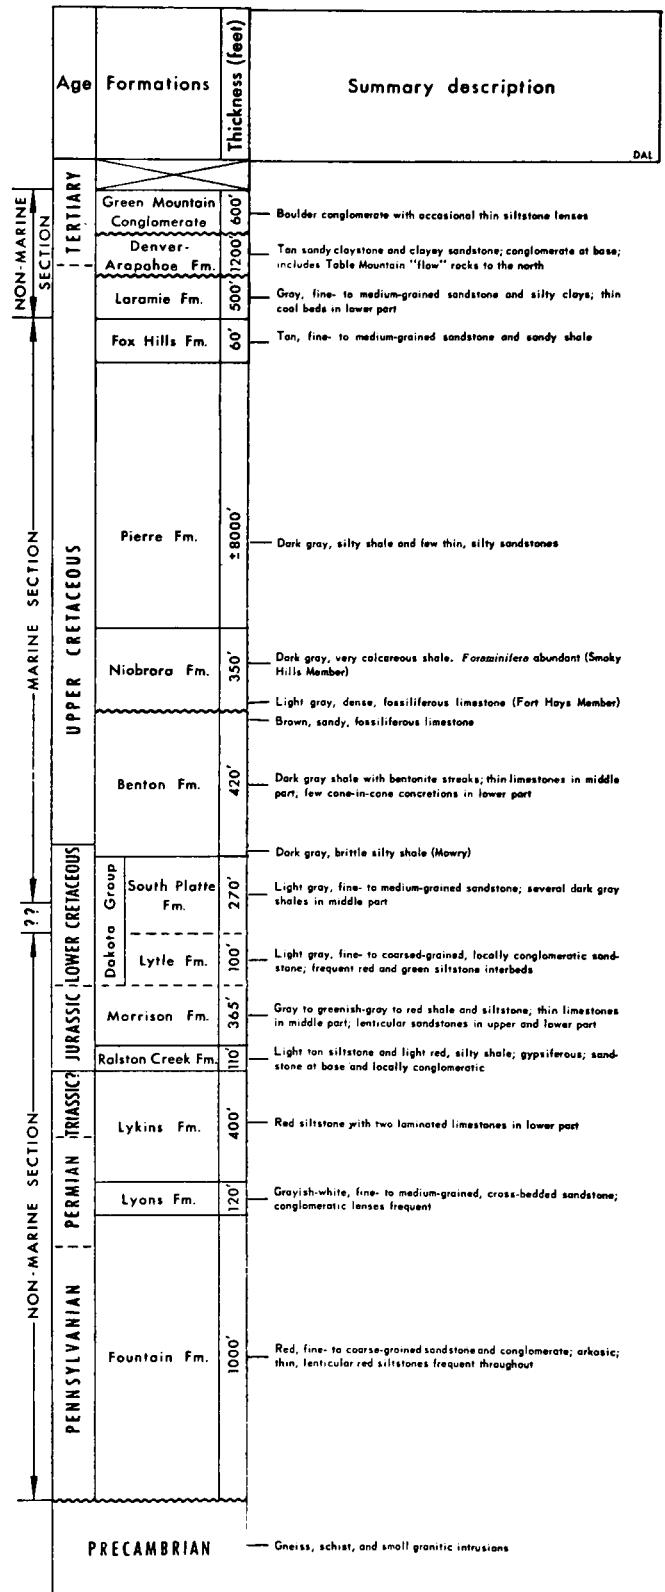 Age
Formations
Thickness (feet)
Summary description
DAL
NON-MARINE
SECTION
TERTIARY
Green Mountain
Conglomerate
600'
Boulder conglomerate with occasional thin siltstone lenses
Denver-
Arapahoe Fm.
1200'
Tan sandy claystone and clayey sandstone; conglomerate at base;
includes Table Mountain "flow" rocks to the north
Laramie Fm.
500'
Gray, fine- to medium-grained sandstone and silty clays; thin
coal beds in lower part
Fox Hills Fm.
60'
Tan, fine- to medium-grained sandstone and sandy shale
MARINE SECTION
UPPER CRETACEOUS
Pierre Fm.
±8000'
Dark gray, silty shale and few thin, silty sandstones
Niobrara Fm.
350'
Dark gray, very calcareous shale. Foraminifera abundant (Smoky
Hills Member)
Light gray, dense, fossiliferous limestone (Fort Hays Member)
Brown, sandy, fossiliferous limestone
Benton Fm.
420'
Dark gray shale with bentonite streaks; thin limestones in middle
part, few cone-in-cone concretions in lower part
Dark gray, brittle silty shale (Mowry)
??
LOWER CRETACEOUS
Dakota Group
South Platte
Fm.
270'
Light gray, fine- to medium-grained sandstone; several dark gray
shales in middle part
Lytle Fm.
100'
Light gray, fine- to coarsed-grained, locally conglomeratic sand-
stone; frequent red and green siltstone interbeds
NON-MARINE SECTION
JURASSIC
Morrison Fm.
365'
Gray to greenish-gray to red shale and siltstone; thin limestones
in middle part; lenticular sandstones in upper and lower part
Ralston Creek Fm.
110'
Light tan siltstone and light red, silty shale; gypsiferous; sand-
stone at base and locally conglomeratic
TRIASSIC?
Lykins Fm.
400'
Red siltstone with two laminated limestones in lower part
PERMIAN
Lyons Fm.
120'
Grayish-white, fine- to medium-grained, cross-bedded sandstone;
conglomeratic lenses frequent
PENNSYLVANIAN
Fountain Fm.
1000'
Red, fine- to coarse-grained sandstone and conglomerate; arkosic;
thin, lenticular red siltstones frequent throughout
PRECAMBRIAN
Gneiss, schist, and small granitic intrusions